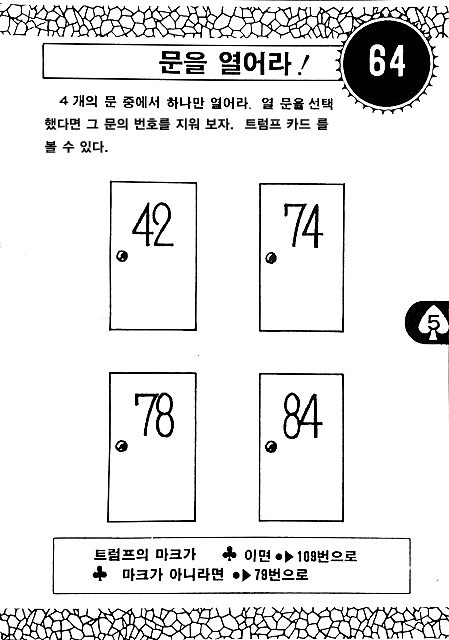 문을 열어라!
64
4개의 문 중에서 하나만 열어라. 열 문을 선택
했다면 그 문의 번호를 지워 보자. 트럼프 카드 를
볼 수 있다.
42
74
5
78
84
트럼프의 마크가 ♣ 이면 ●▶109번으로
♣ 마크가 아니라면 ●▶79번으로